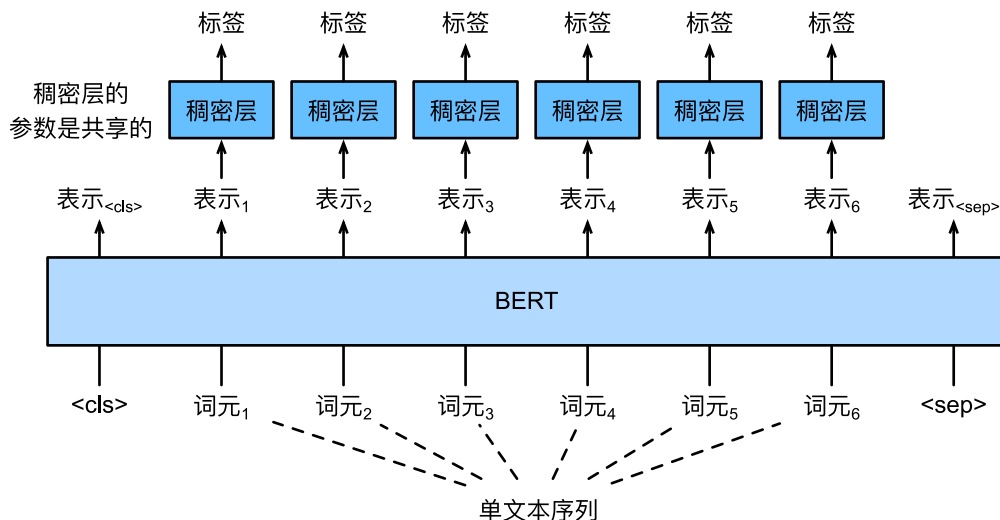 标签 标签 标签 标签 标签 标签
稠密层的
参数是共享的
稠密层 稠密层 稠密层 稠密层 稠密层 稠密层
表示<cls> 表示1 表示2 表示3 表示4 表示5 表示6 表示<sep>
BERT
<cls> 词元1 词元2 词元3 词元4 词元5 词元6 <sep>
单文本序列